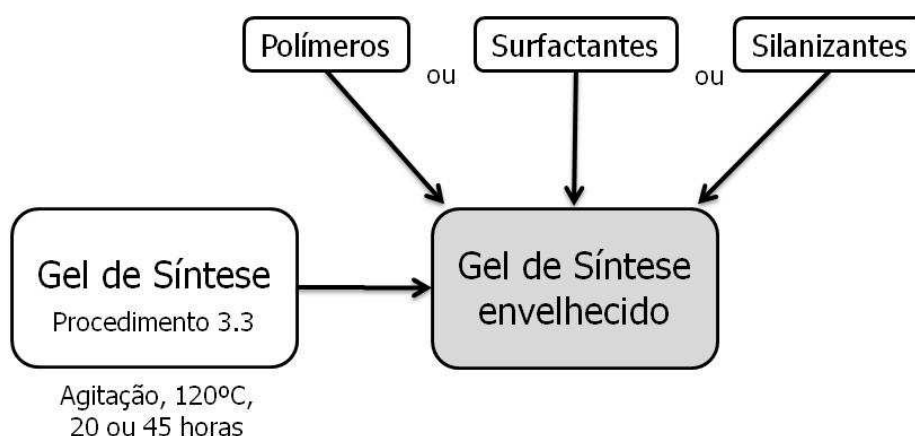 Polímeros
ou
Surfactantes
ou
Silanizantes
Gel de Síntese
Procedimento 3.3
Gel de Síntese
envelhecido
Agitação, 120ºC,
20 ou 45 horas